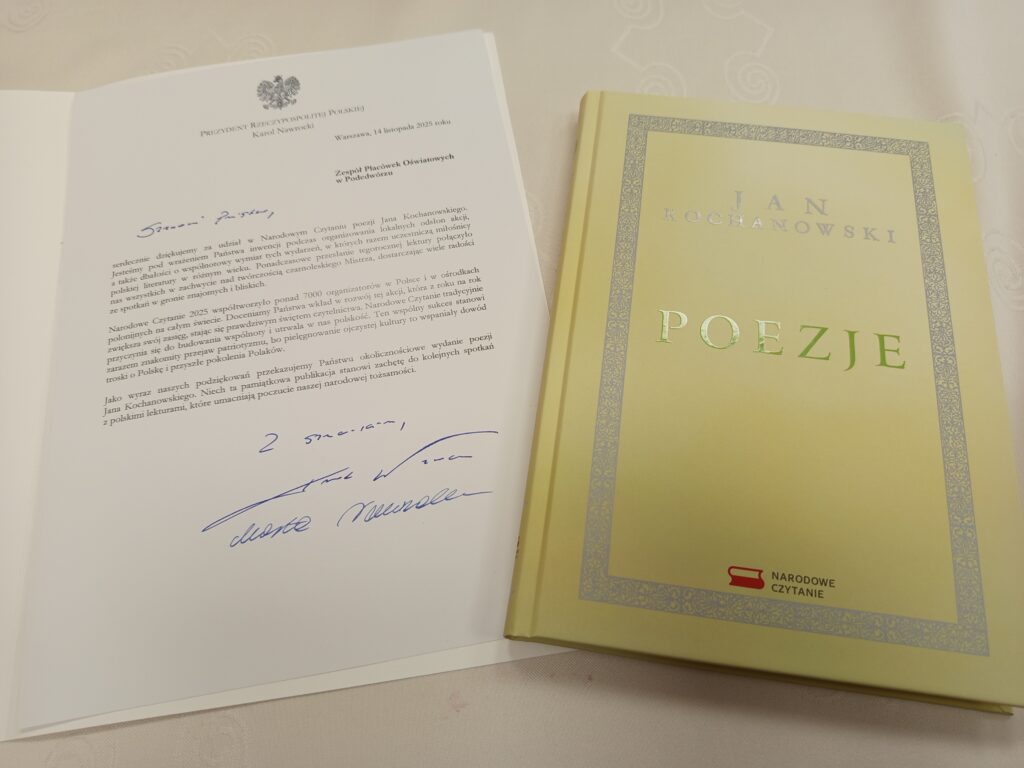 PREZYDENT RZECZYPOSPOLITEJ POLSKIEJ
Karol Nawrocki
Warszawa, 14 listopada 2025 roku
Zespół Placówek Oświatowych
w Podedwórzu
Szanowni Państwo,
serdecznie dziękujemy za udział w Narodowym Czytaniu poezji Jana Kochanowskiego.
Jesteśmy pod wrażeniem Państwa inwencji podczas organizowania lokalnych odsłon akcji,
a także dbałości o wspólnotowy wymiar tych wydarzeń, w których razem uczestniczą miłośnicy
polskiej literatury w różnym wieku. Ponadczasowe przesłanie tegorocznej lektury połączyło
nas wszystkich w zachwycie nad twórczością czarnoleskiego Mistrza, dostarczając wiele radości
ze spotkań w gronie znajomych i bliskich.
Narodowe Czytanie 2025 współtworzyło ponad 7000 organizatorów w Polsce i w ośrodkach
polonijnych na całym świecie. Doceniamy Państwa wkład w rozwój tej akcji, która z roku na rok
zwiększa swój zasięg, stając się prawdziwym świętem czytelnictwa. Narodowe Czytanie tradycyjnie
przyczynia się do budowania wspólnoty i utrwala w nas polskość. Ten wspólny sukces stanowi
zarazem znakomity przejaw patriotyzmu, bo pielęgnowanie ojczystej kultury to wspaniały dowód
troski o Polskę i przyszłe pokolenia Polaków.
Jako wyraz naszych podziękowań przekazujemy Państwu okolicznościowe wydanie poezji
Jana Kochanowskiego. Niech ta pamiątkowa publikacja stanowi zachętę do kolejnych spotkań
z polskimi lekturami, które umacniają poczucie naszej narodowej tożsamości.
Z szacunkiem,
Marta Nawrocka
JAN
KOCHANOWSKI
POEZJE
NARODOWE
CZYTANIE